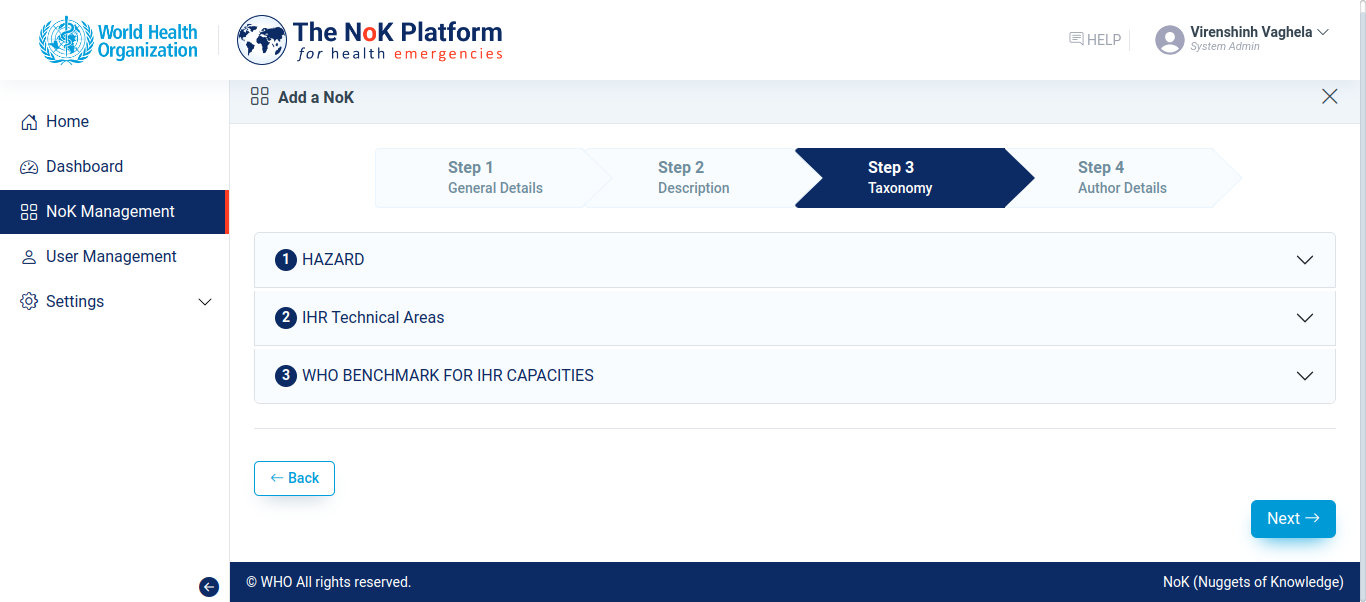 World Health
Organization
The NoK Platform
for health emergencies
HELP
Virenshinh Vaghela
System Admin
Home
Dashboard
NoK Management
User Management
Settings
Add a NoK
Step 1
General Details
Step 2
Description
Step 3
Taxonomy
Step 4
Author Details
1 HAZARD
2 IHR Technical Areas
3 WHO BENCHMARK FOR IHR CAPACITIES
Back
Next
© WHO All rights reserved.
NoK (Nuggets of Knowledge)